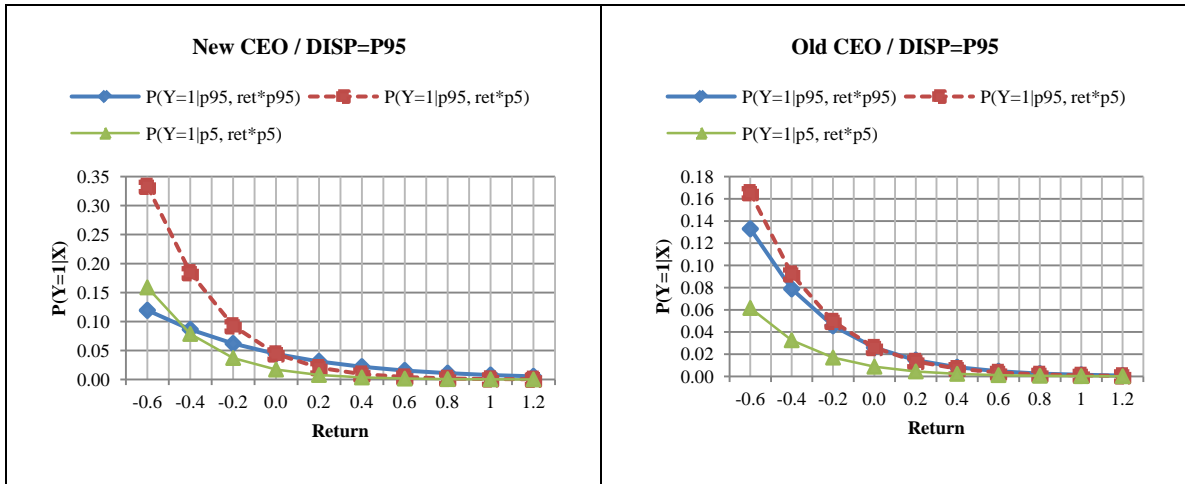 New CEO / DISP=P95
P(Y=1|p95, ret*p95) P(Y=1|p95, ret*p5)
P(Y=1|p5, ret*p5)
0.35
0.30
0.25
0.20
0.15
0.10
0.05
0.00
P(Y=1|X)
-0.6 -0.4 -0.2 0.0 0.2 0.4 0.6 0.8 1 1.2
Return
Old CEO / DISP=P95
P(Y=1|p95, ret*p95) P(Y=1|p95, ret*p5)
P(Y=1|p5, ret*p5)
0.18
0.16
0.14
0.12
0.10
0.08
0.06
0.04
0.02
0.00
P(Y=1|X)
-0.6 -0.4 -0.2 0.0 0.2 0.4 0.6 0.8 1 1.2
Return